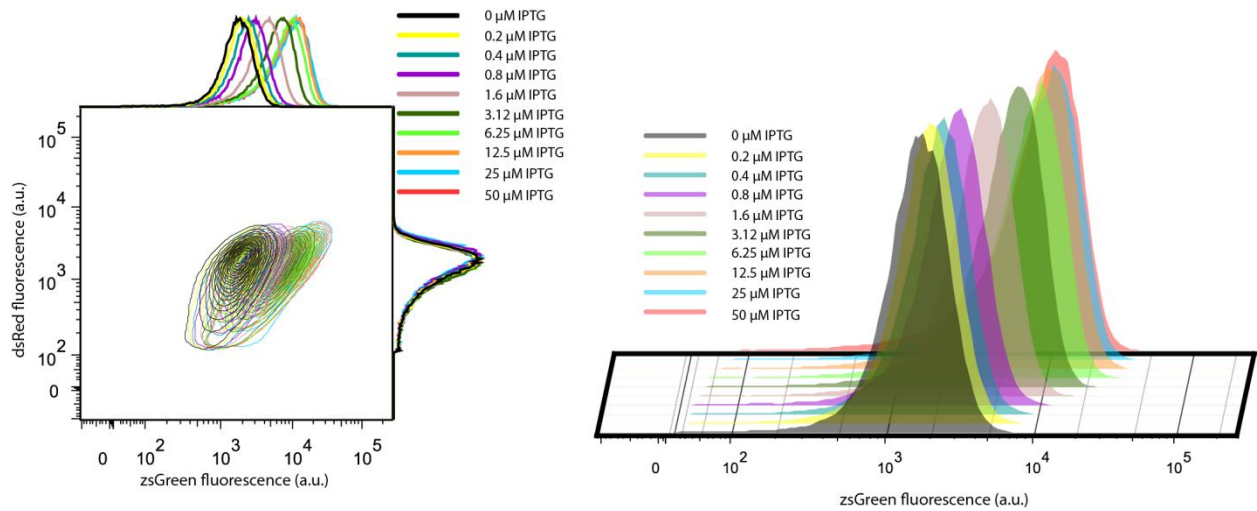 0 µM IPTG
0.2 µM IPTG
0.4 µM IPTG
0.8 µM IPTG
1.6 µM IPTG
3.12 µM IPTG
6.25 µM IPTG
12.5 µM IPTG
25 µM IPTG
50 µM IPTG
dsRed fluorescence (a.u.)
10^5
10^4
10^3
10^2
0
0 10^2 10^3 10^4 10^5
zsGreen fluorescence (a.u.)
0 µM IPTG
0.2 µM IPTG
0.4 µM IPTG
0.8 µM IPTG
1.6 µM IPTG
3.12 µM IPTG
6.25 µM IPTG
12.5 µM IPTG
25 µM IPTG
50 µM IPTG
0 10^2 10^3 10^4 10^5
zsGreen fluorescence (a.u.)